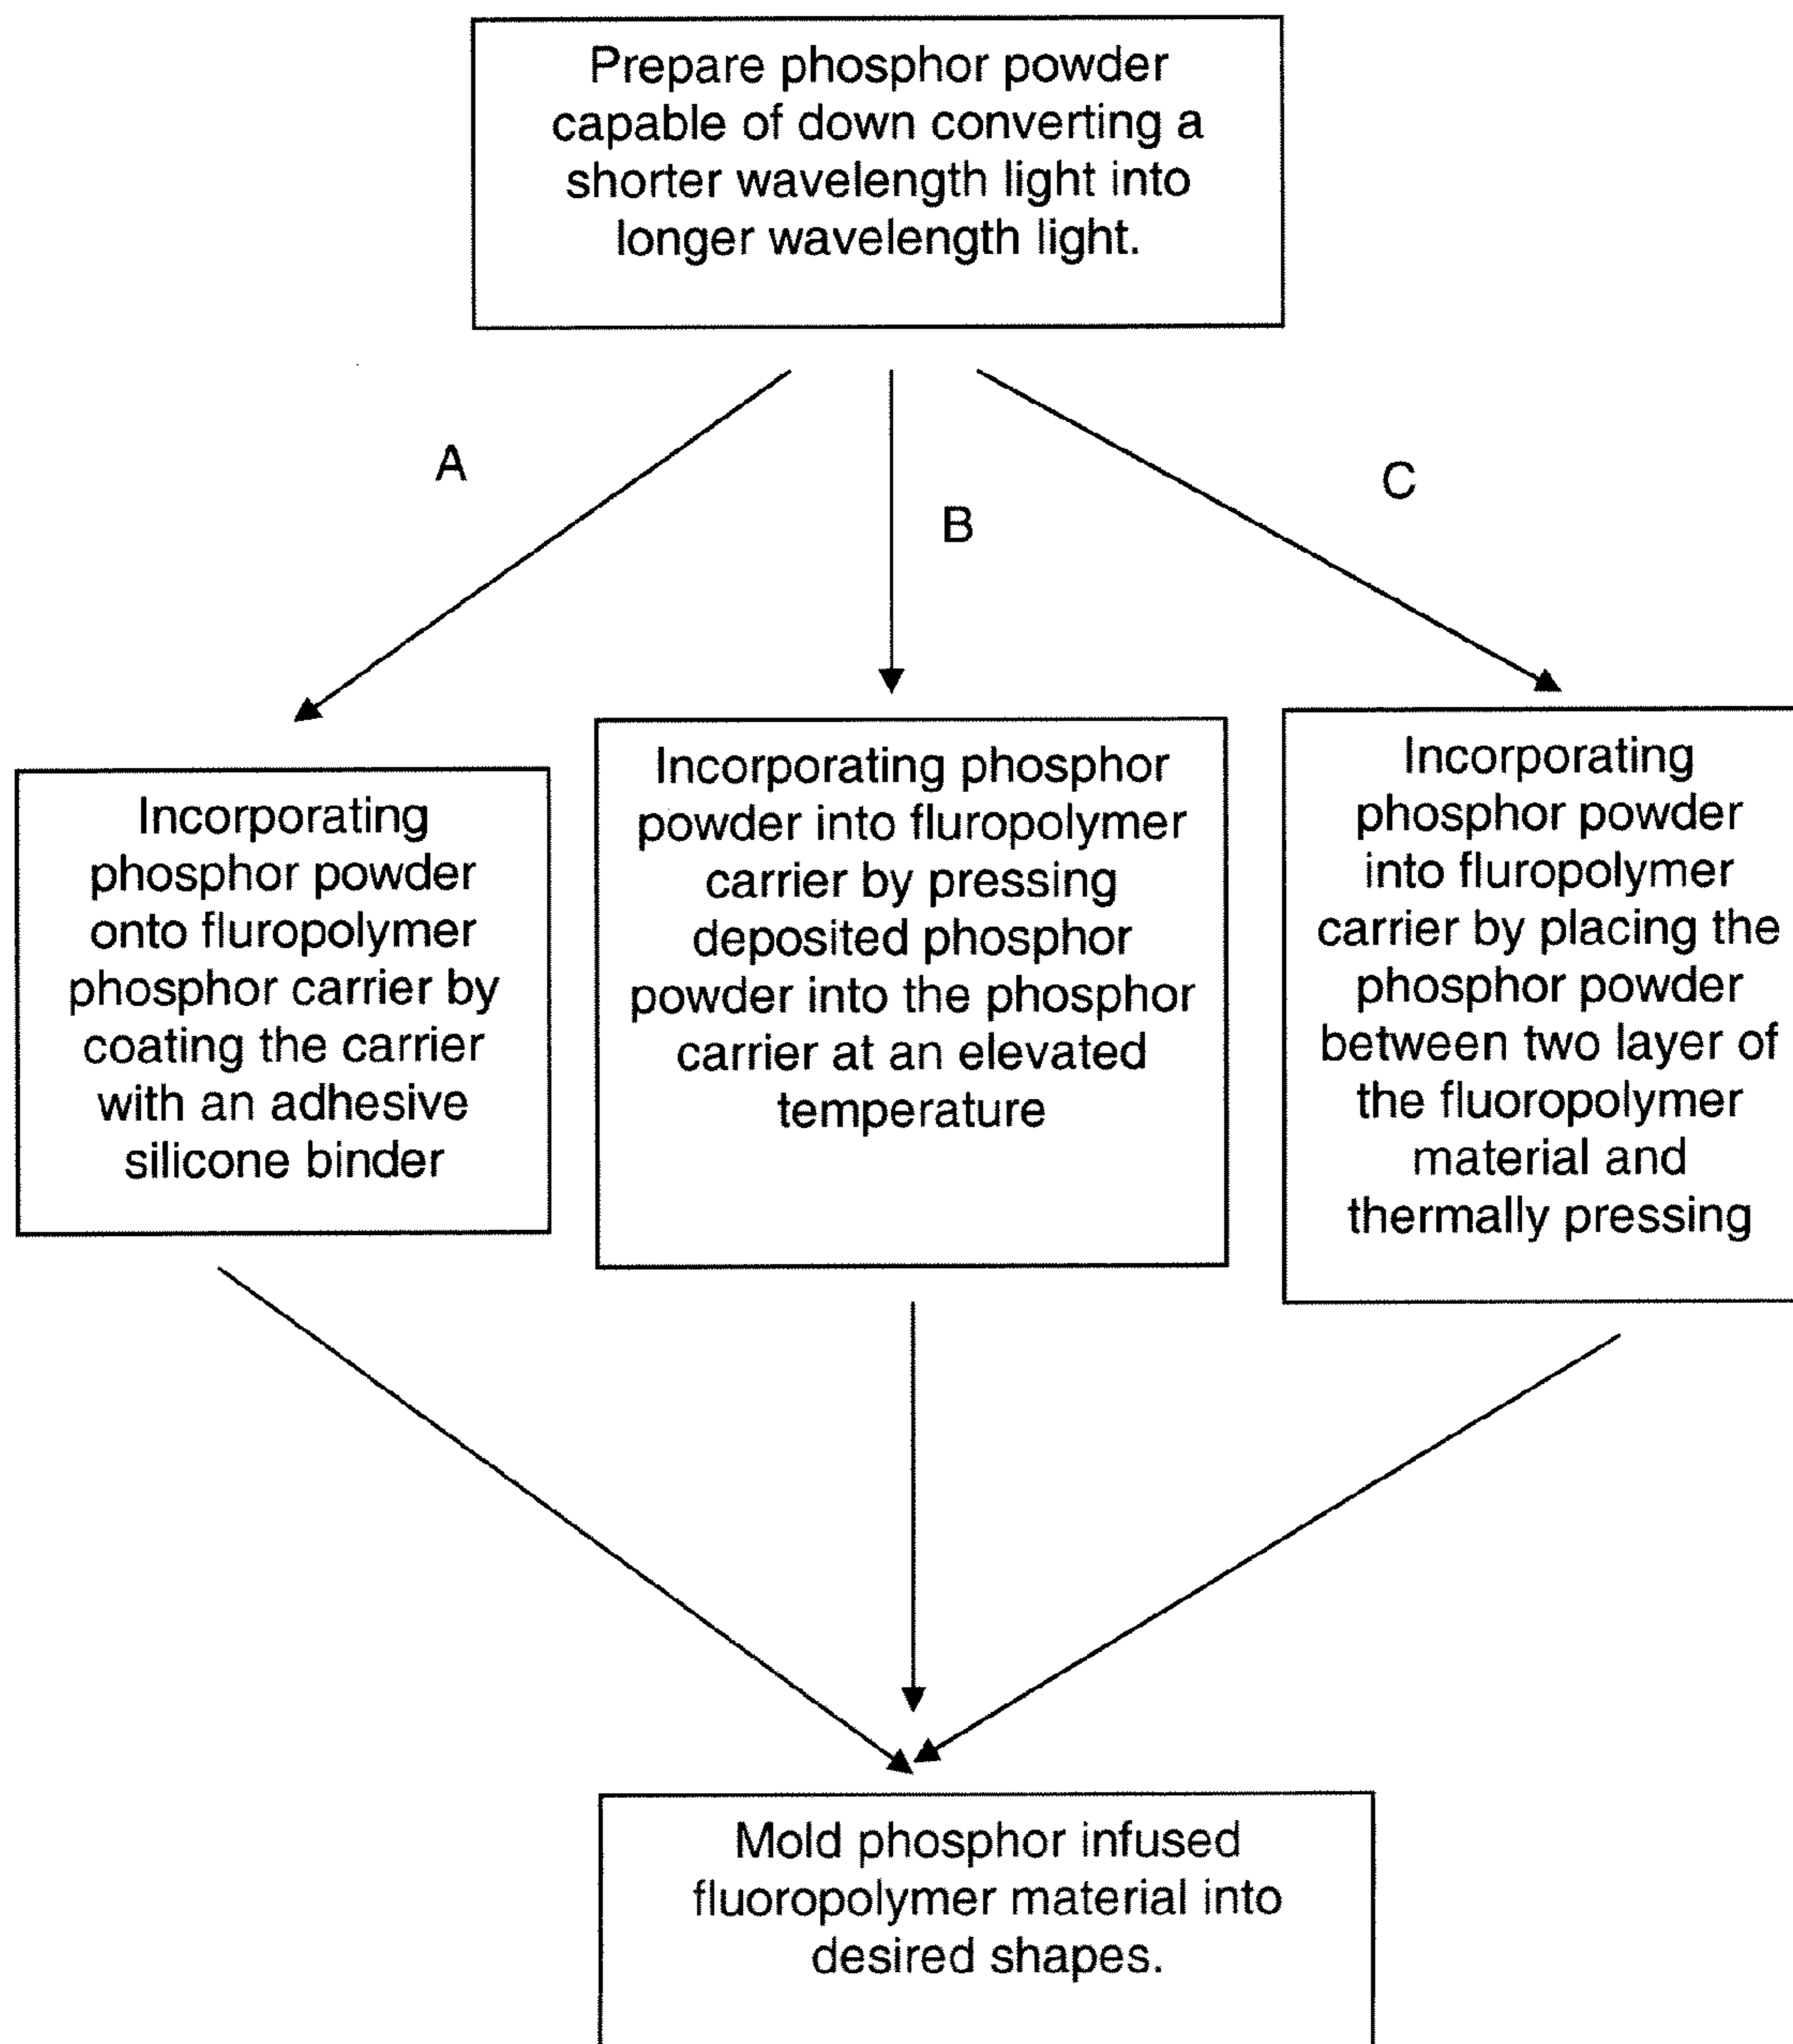 Prepare phosphor powder
capable of down converting a
shorter wavelength light into
longer wavelength light.
A
B
C
Incorporating
phosphor powder
onto fluropolymer
phosphor carrier by
coating the carrier
with an adhesive
silicone binder
Incorporating phosphor
powder into fluropolymer
carrier by pressing
deposited phosphor
powder into the phosphor
carrier at an elevated
temperature
Incorporating
phosphor powder
into fluropolymer
carrier by placing the
phosphor powder
between two layer of
the fluoropolymer
material and
thermally pressing
Mold phosphor infused
fluoropolymer material into
desired shapes.